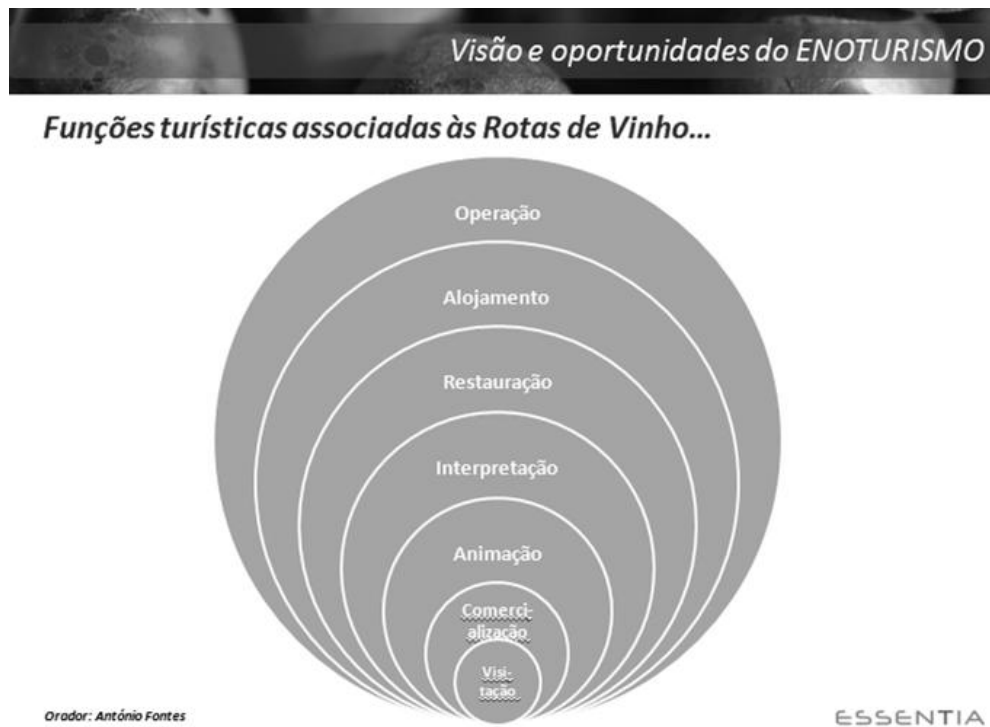 Visão e oportunidades do ENOTURISMO
Funções turísticas associadas às Rotas de Vinho...
Operação
Alojamento
Restauração
Interpretação
Animação
Comerci-
alização
Visi-
tação
Orador: António Fontes
ESSENTIA